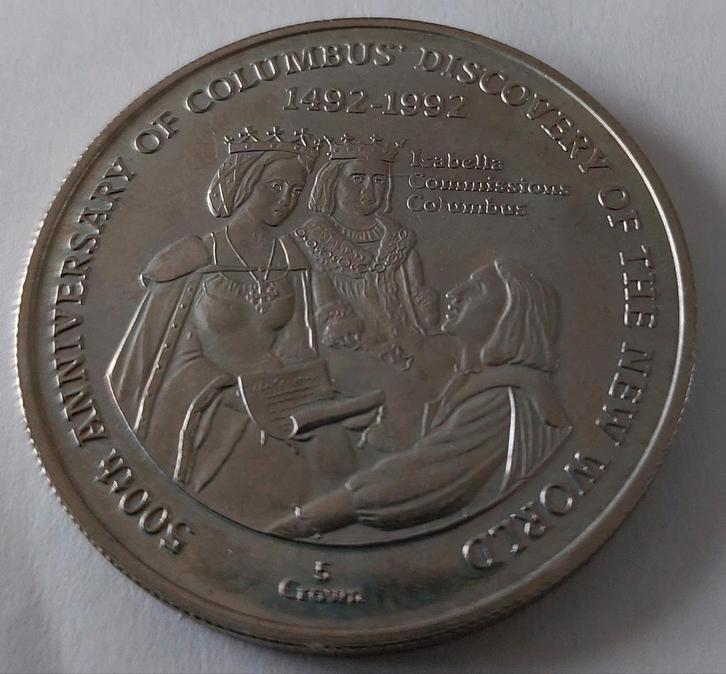 500th ANNIVERSARY OF COLUMBUS' DISCOVERY OF THE NEW WORLD
1492-1992
Isabella
Commissions
Columbus
5
Crown